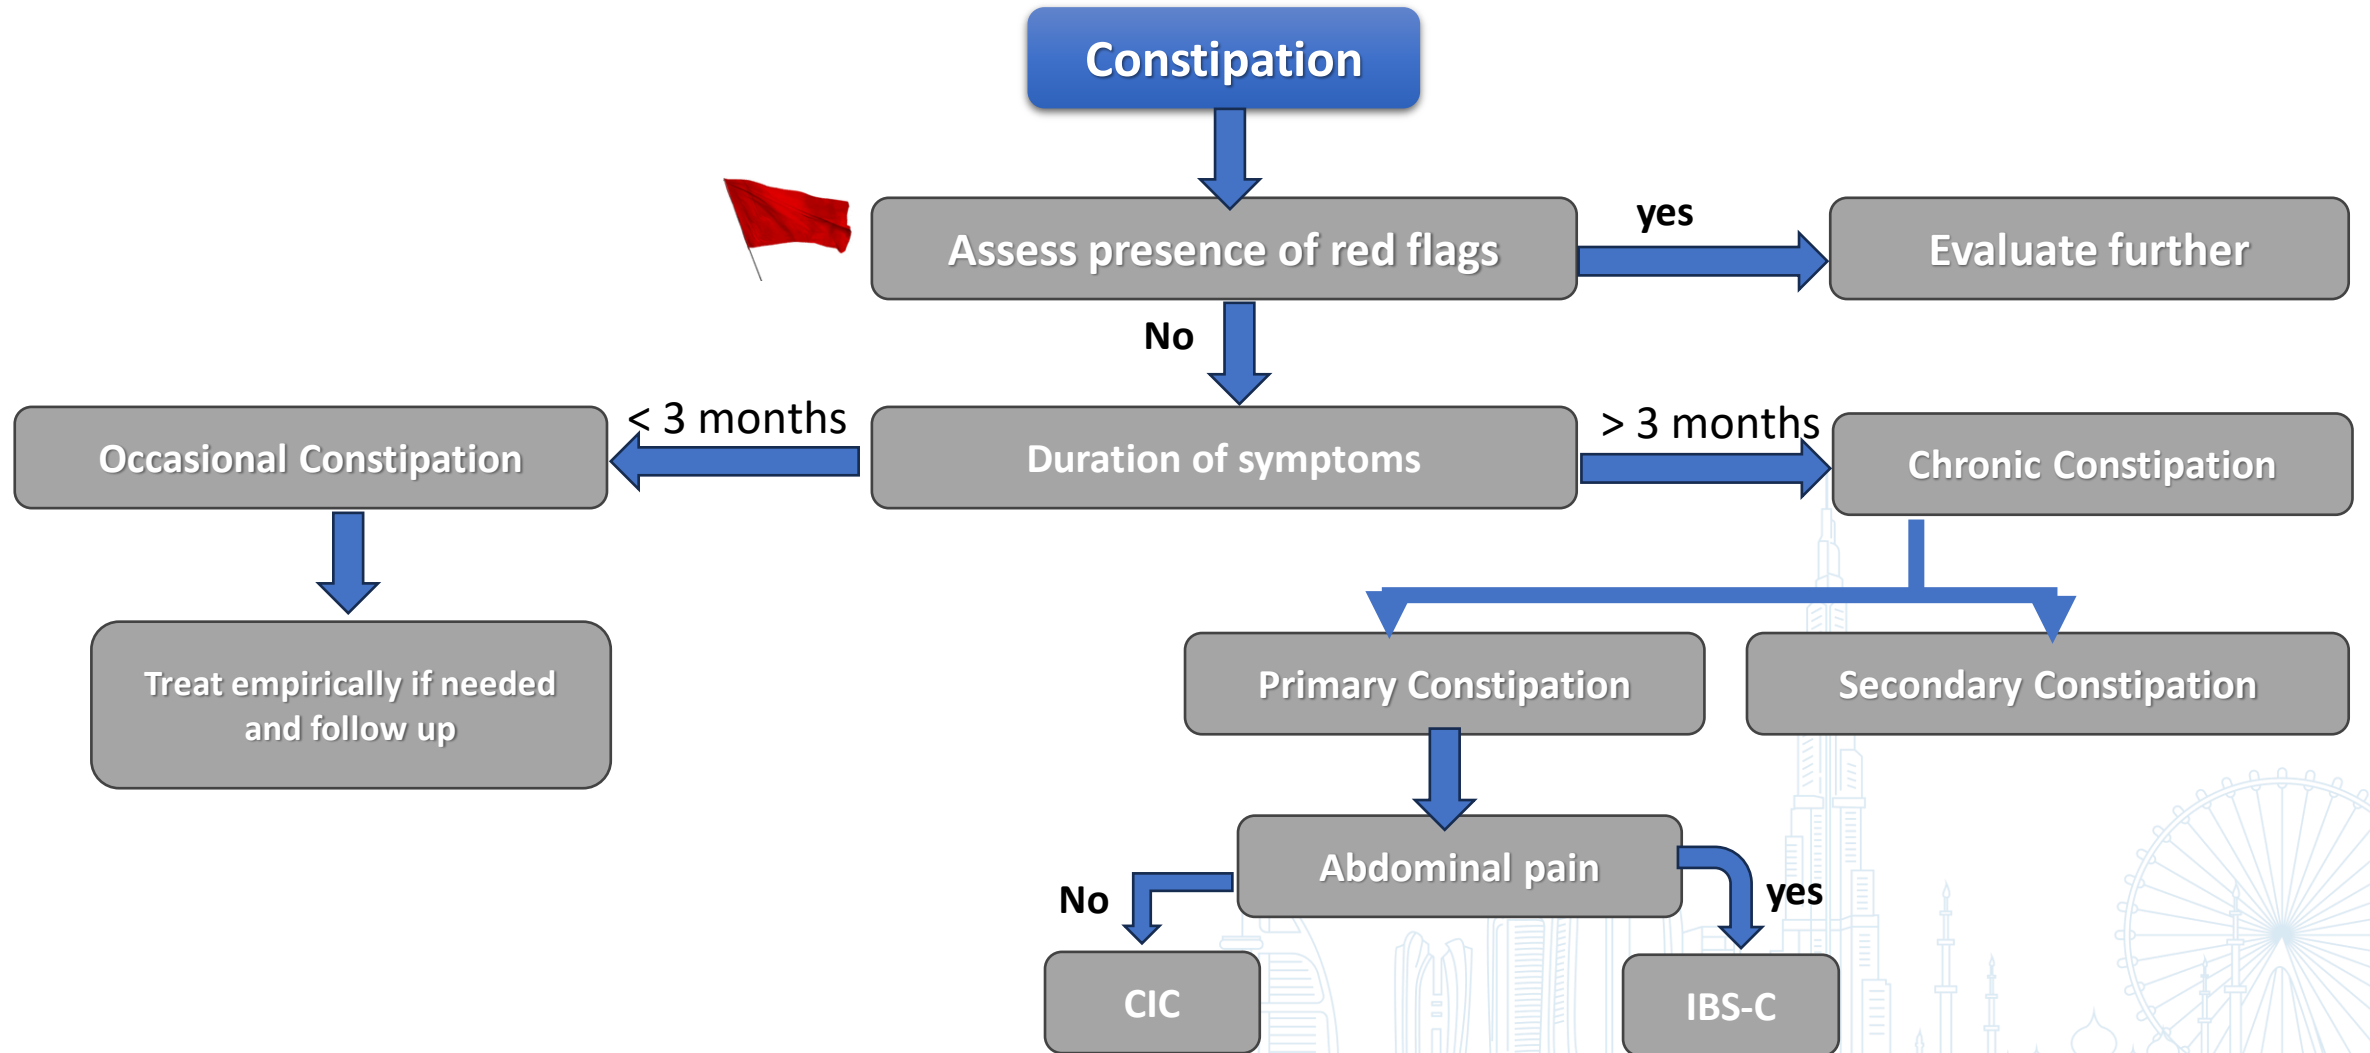 Constipation
yes
Assess presence of red flags
Evaluate further
No
< 3 months
> 3 months
Occasional Constipation
Duration of symptoms
Chronic Constipation
Treat empirically if needed
and follow up
Primary Constipation
Secondary Constipation
Abdominal pain
No
yes
CIC
IBS-C